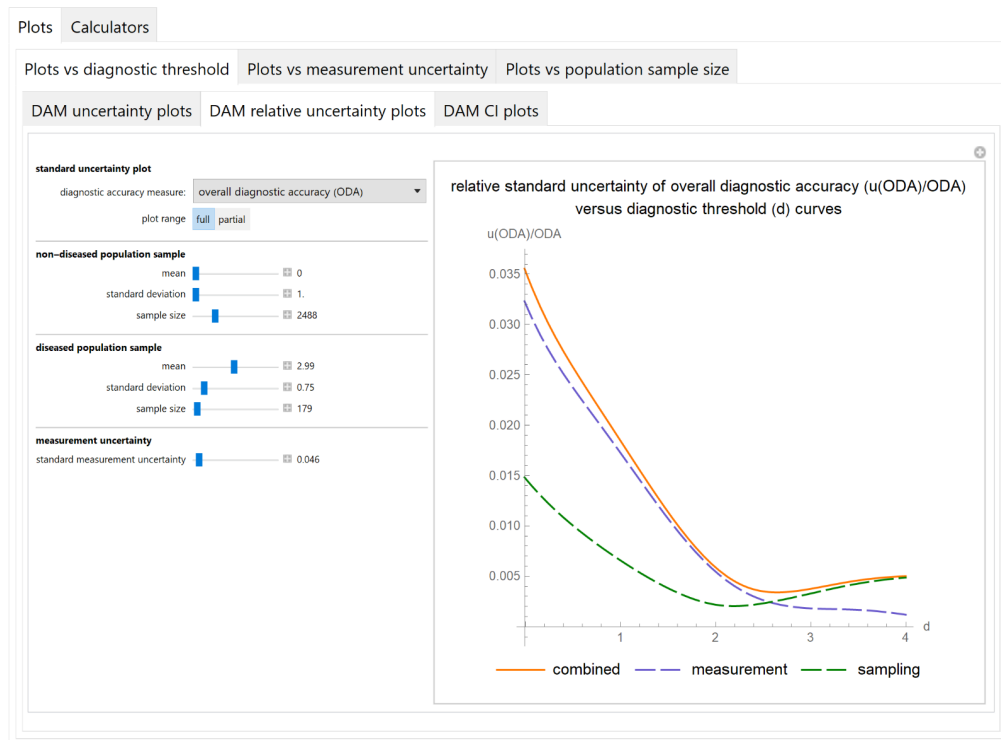 Plots Calculators
Plots vs diagnostic threshold Plots vs measurement uncertainty Plots vs population sample size
DAM uncertainty plots DAM relative uncertainty plots DAM CI plots
standard uncertainty plot
diagnostic accuracy measure: overall diagnostic accuracy (ODA)
plot range full partial
non–diseased population sample
mean 0
standard deviation 1.
sample size 2488
diseased population sample
mean 2.99
standard deviation 0.75
sample size 179
measurement uncertainty
standard measurement uncertainty 0.046
relative standard uncertainty of overall diagnostic accuracy (u(ODA)/ODA)
versus diagnostic threshold (d) curves
u(ODA)/ODA
0.035
0.030
0.025
0.020
0.015
0.010
0.005
1 2 3 4 d
combined measurement sampling